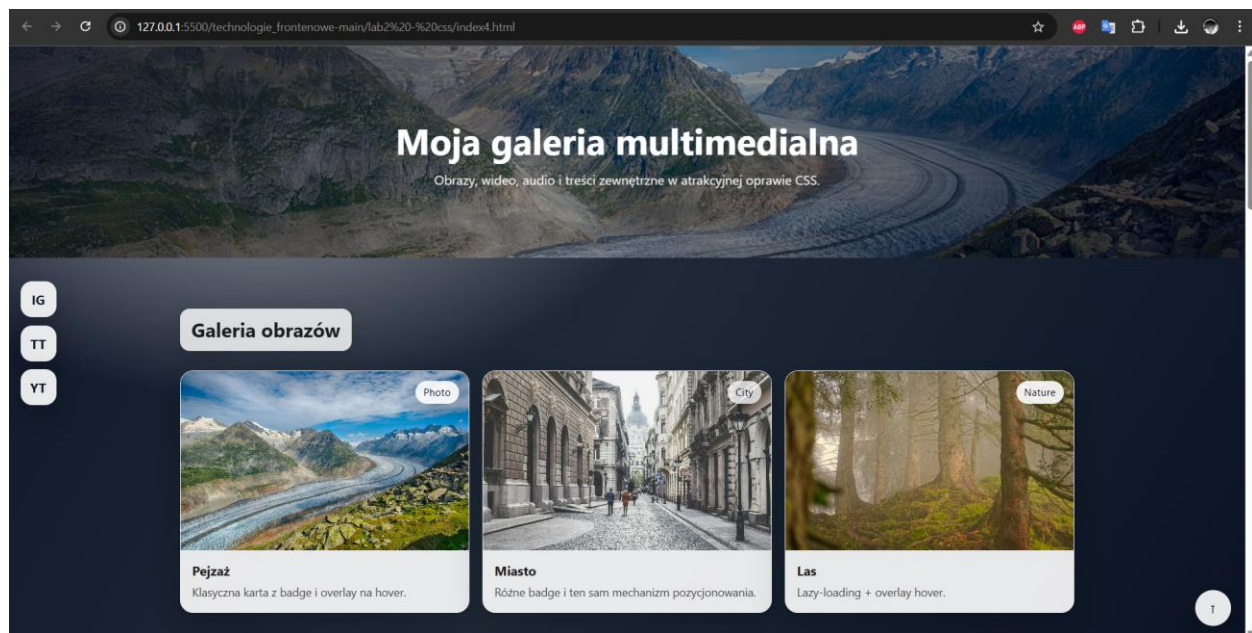 127.0.0.1:5500/technologie_frontenowe-main/lab2%20-%20css/index4.html
ABP
Moja galeria multimedialna
Obrazy, wideo, audio i treści zewnętrzne w atrakcyjnej oprawie CSS.
IG
TT
YT
Galeria obrazów
Photo
City
Nature
Pejzaż
Klasyczna karta z badge i overlay na hover.
Miasto
Różne badge i ten sam mechanizm pozycjonowania.
Las
Lazy-loading + overlay hover.
↑